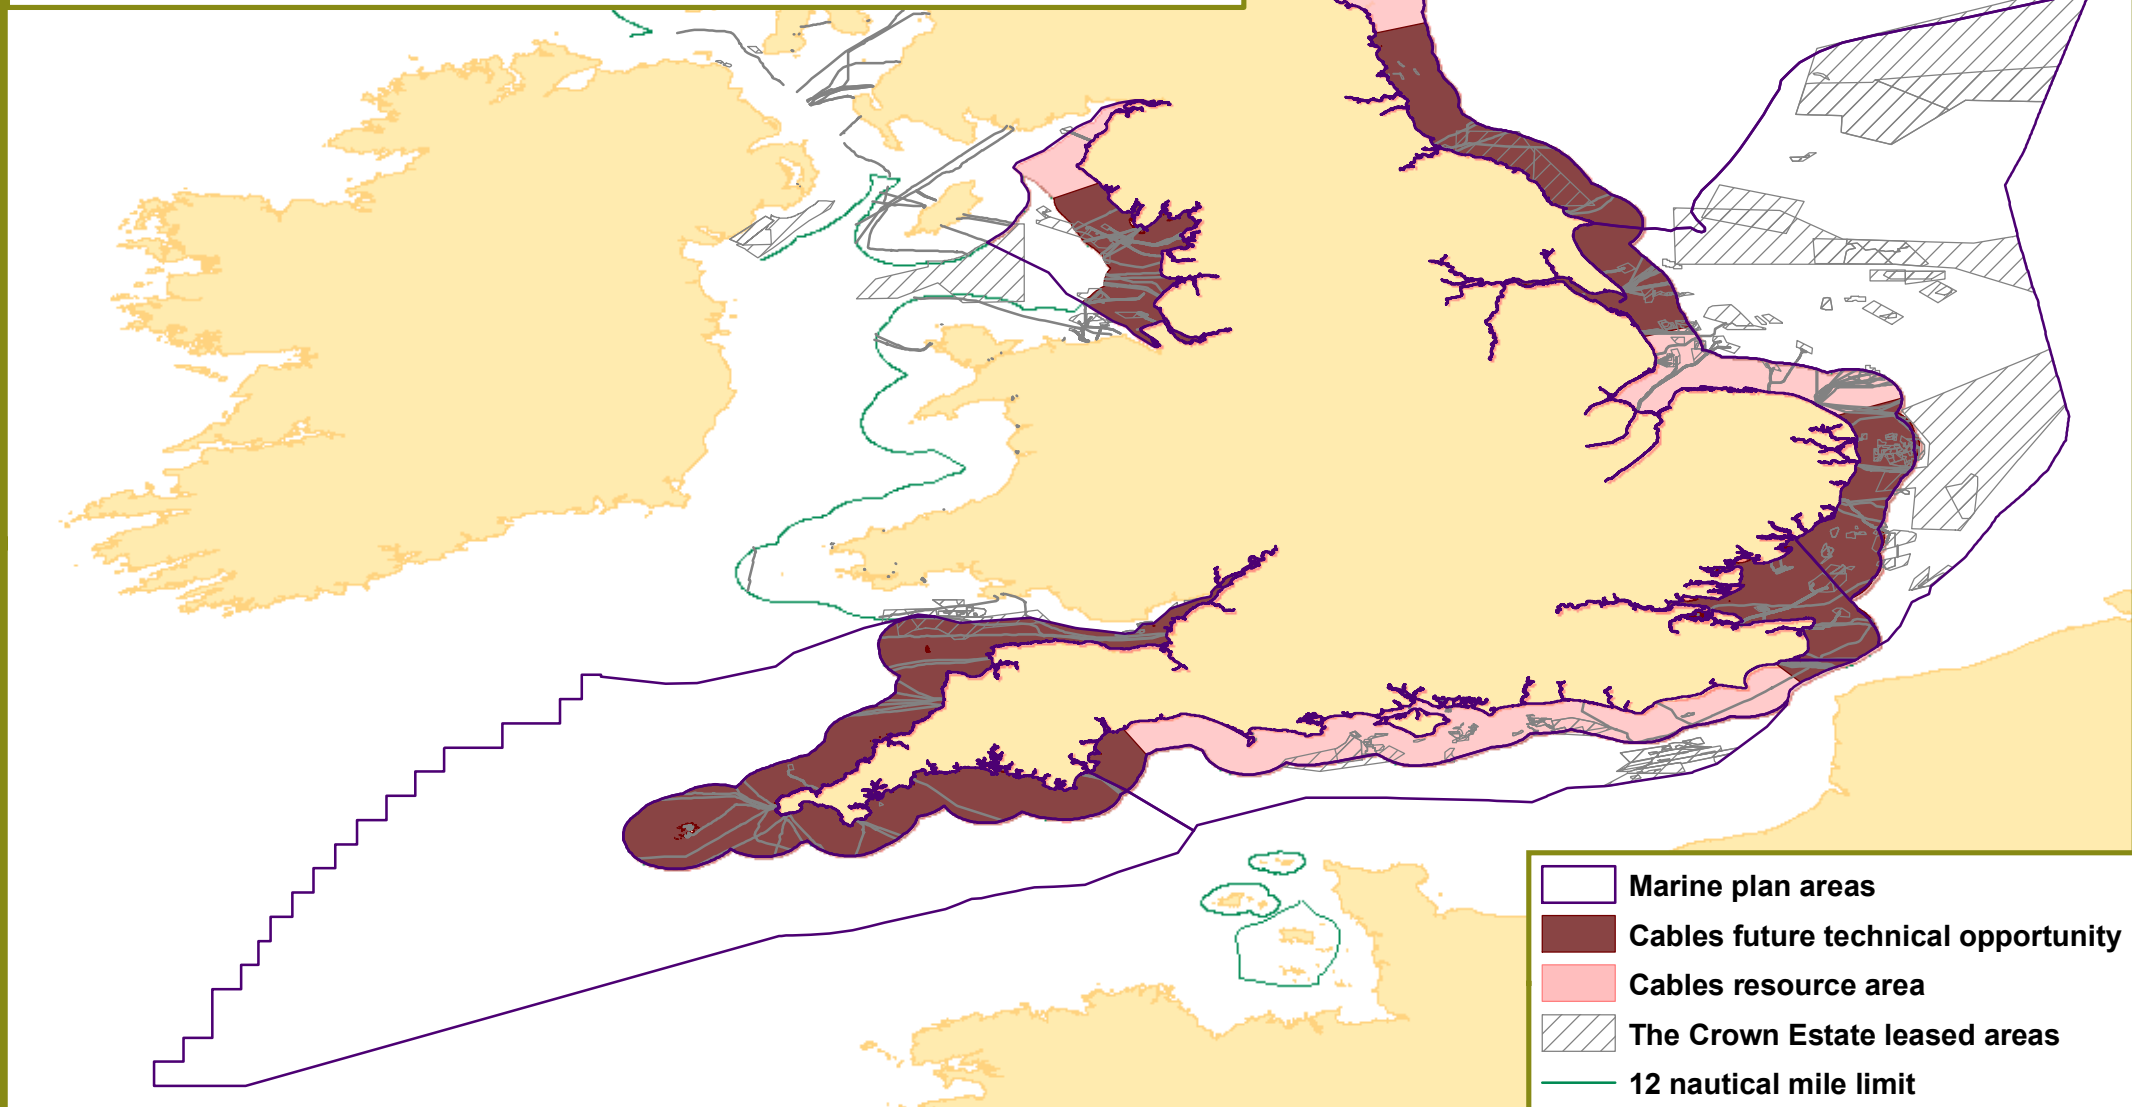 Marine plan areas
Cables future technical opportunity
Cables resource area
The Crown Estate leased areas
12 nautical mile limit